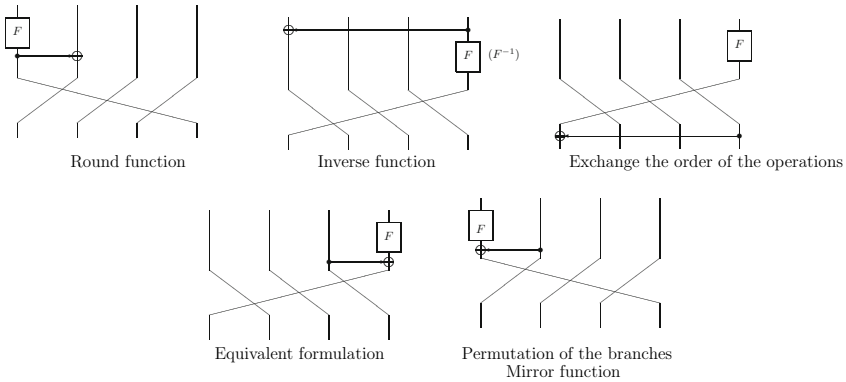 F
F
(F⁻¹)
F
Round function
Inverse function
Exchange the order of the operations
F
F
Equivalent formulation
Permutation of the branches
Mirror function